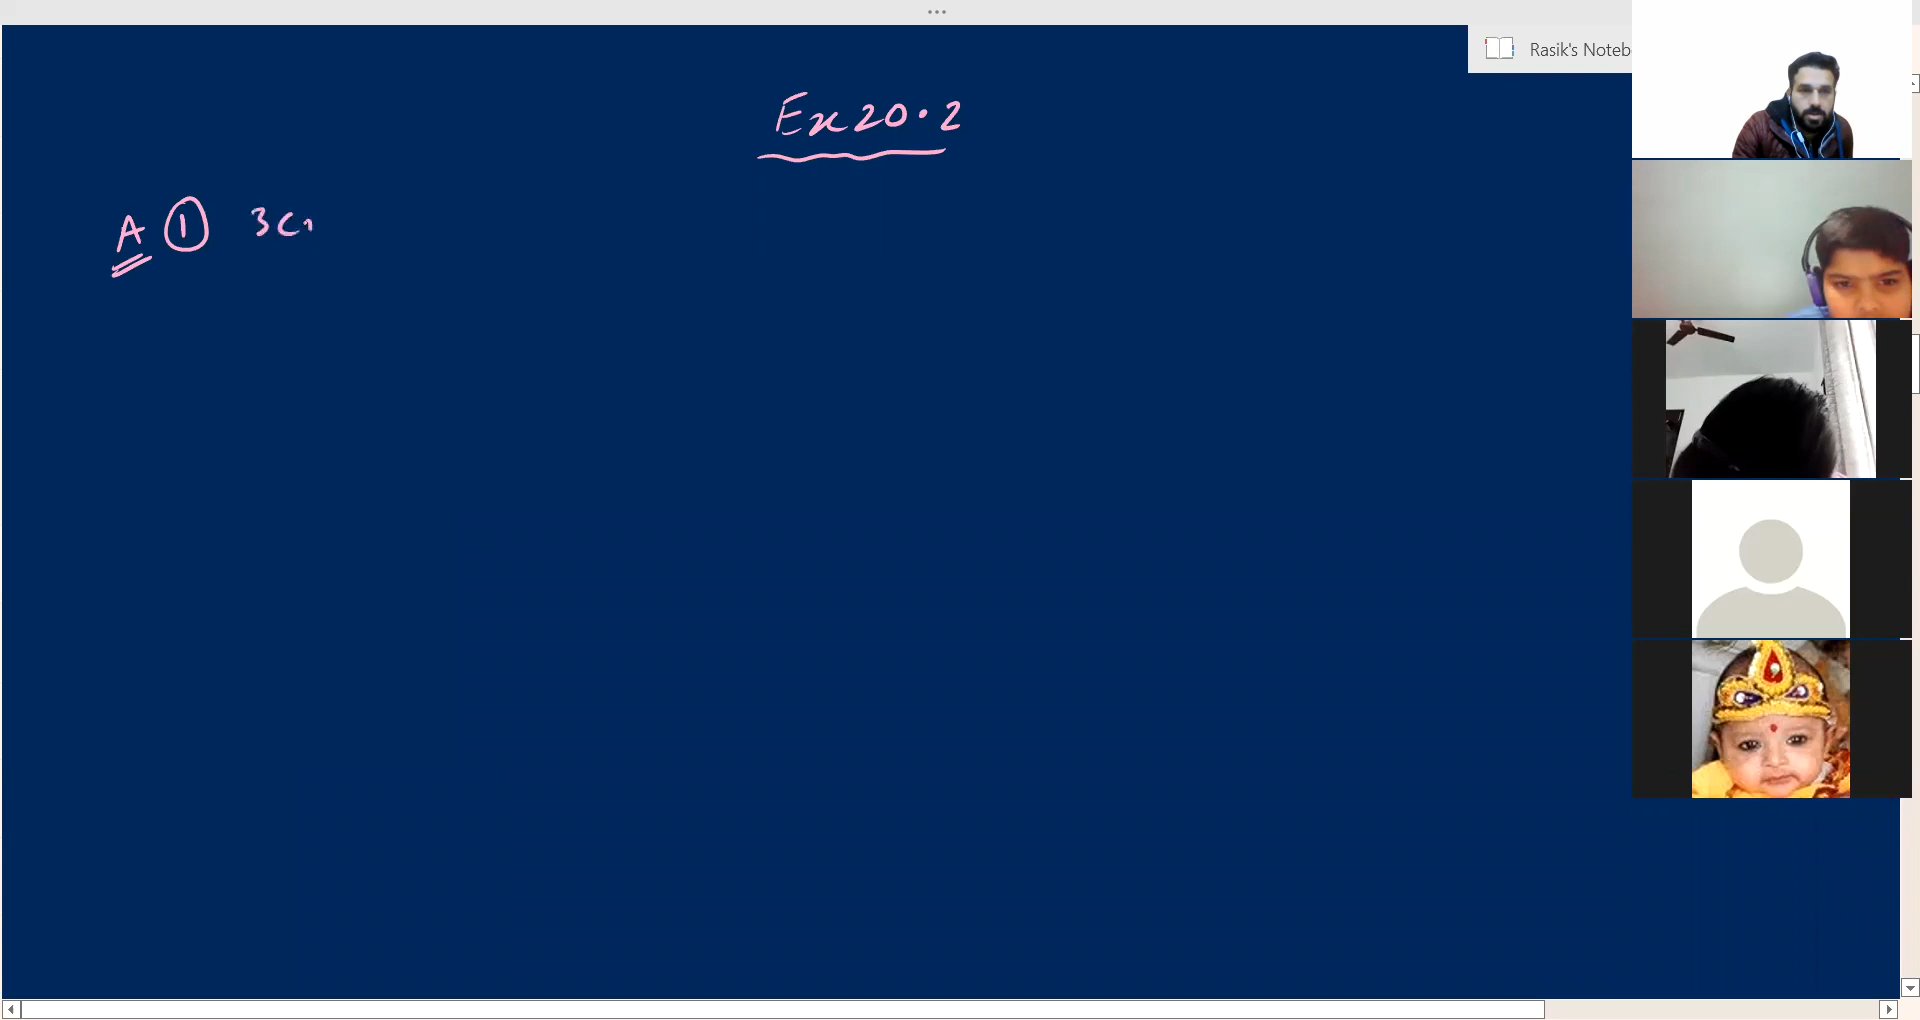 Rasik's Noteb
Ex 20.2
A ① 3c